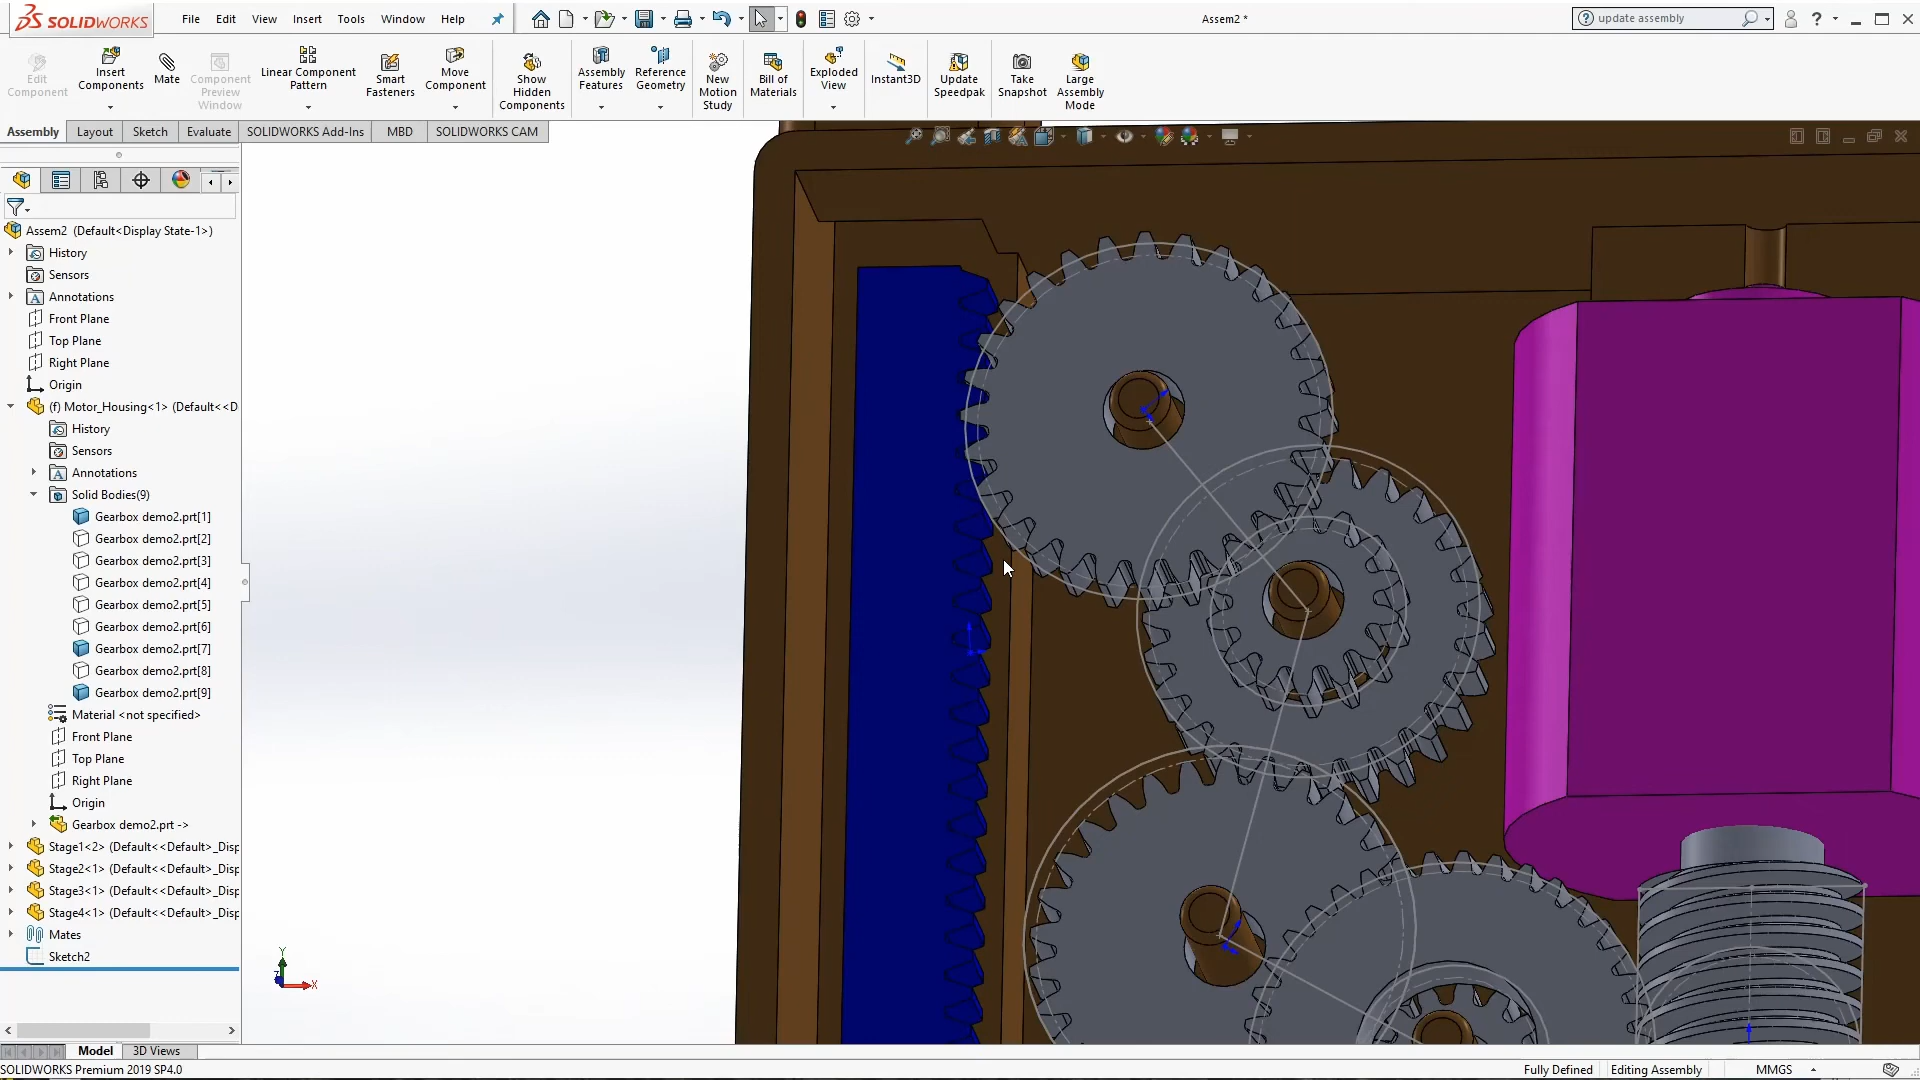 SOLIDWORKS
File Edit View Insert Tools Window Help
Assem2 *
update assembly
Edit Component
Insert Components
Mate
Component Preview Window
Linear Component Pattern
Smart Fasteners
Move Component
Show Hidden Components
Assembly Features
Reference Geometry
New Motion Study
Bill of Materials
Exploded View
Instant3D
Update Speedpak
Take Snapshot
Large Assembly Mode
Assembly Layout Sketch Evaluate SOLIDWORKS Add-Ins MBD SOLIDWORKS CAM
Assem2 (Default<Display State-1>)
History
Sensors
Annotations
Front Plane
Top Plane
Right Plane
Origin
(f) Motor_Housing<1> (Default<<D
History
Sensors
Annotations
Solid Bodies(9)
Gearbox demo2.prt[1]
Gearbox demo2.prt[2]
Gearbox demo2.prt[3]
Gearbox demo2.prt[4]
Gearbox demo2.prt[5]
Gearbox demo2.prt[6]
Gearbox demo2.prt[7]
Gearbox demo2.prt[8]
Gearbox demo2.prt[9]
Material <not specified>
Front Plane
Top Plane
Right Plane
Origin
Gearbox demo2.prt ->
Stage1<2> (Default<<Default>_Disp
Stage2<1> (Default<<Default>_Disp
Stage3<1> (Default<<Default>_Disp
Stage4<1> (Default<<Default>_Disp
Mates
Sketch2
Y
Z
X
Model 3D Views
SOLIDWORKS Premium 2019 SP4.0
Fully Defined Editing Assembly MMGS